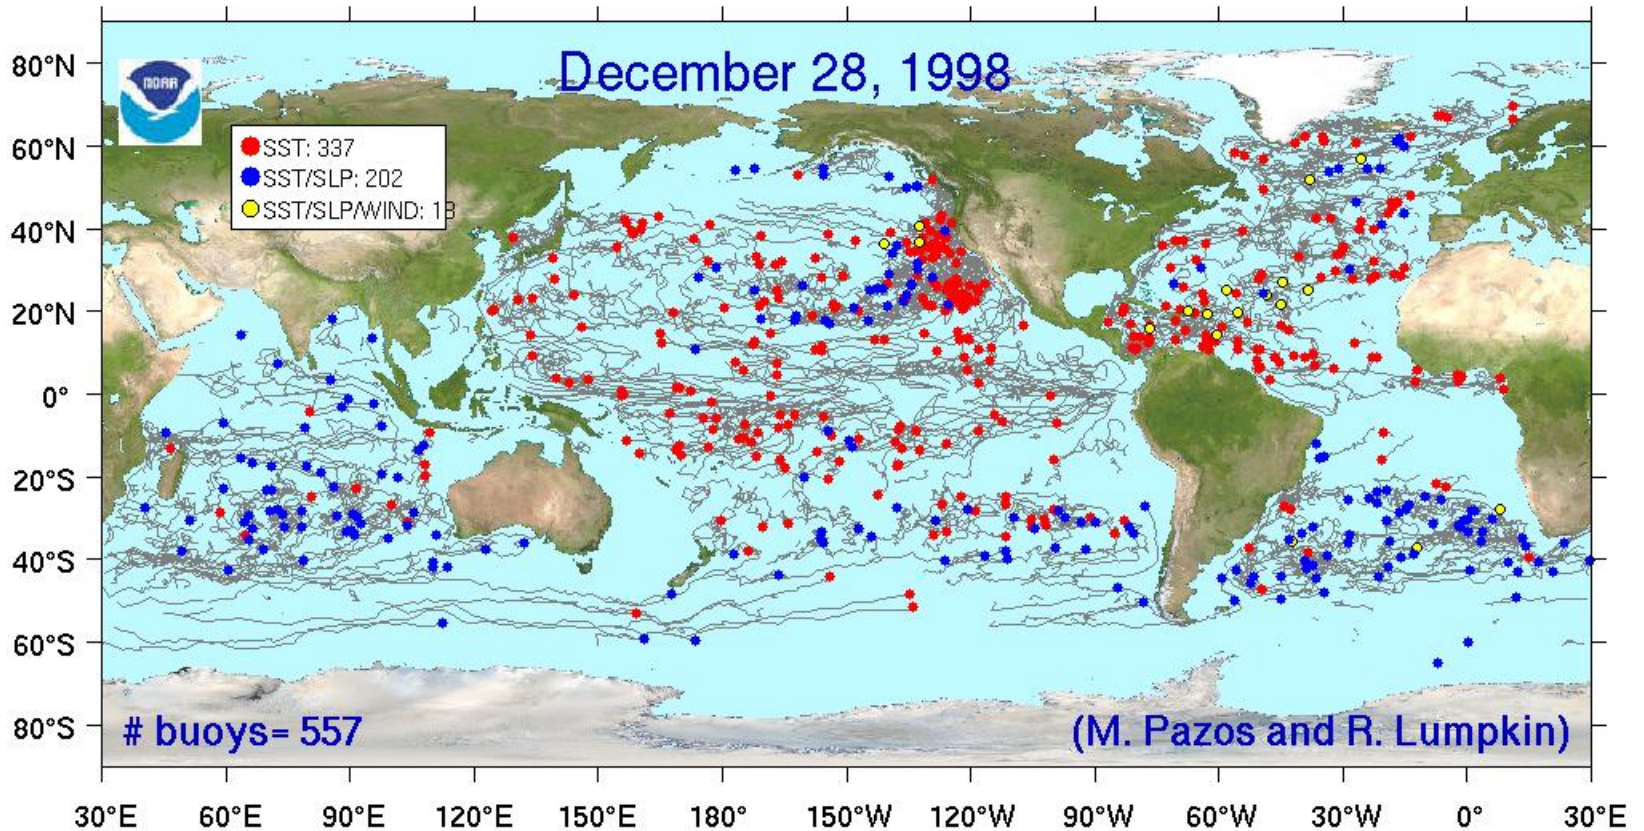 December 28, 1998
NOAA
SST: 337
SST/SLP: 202
SST/SLP/WIND: 18
# buoys= 557
(M. Pazos and R. Lumpkin)
80°N
60°N
40°N
20°N
0°
20°S
40°S
60°S
80°S
30°E 60°E 90°E 120°E 150°E 180° 150°W 120°W 90°W 60°W 30°W 0° 30°E